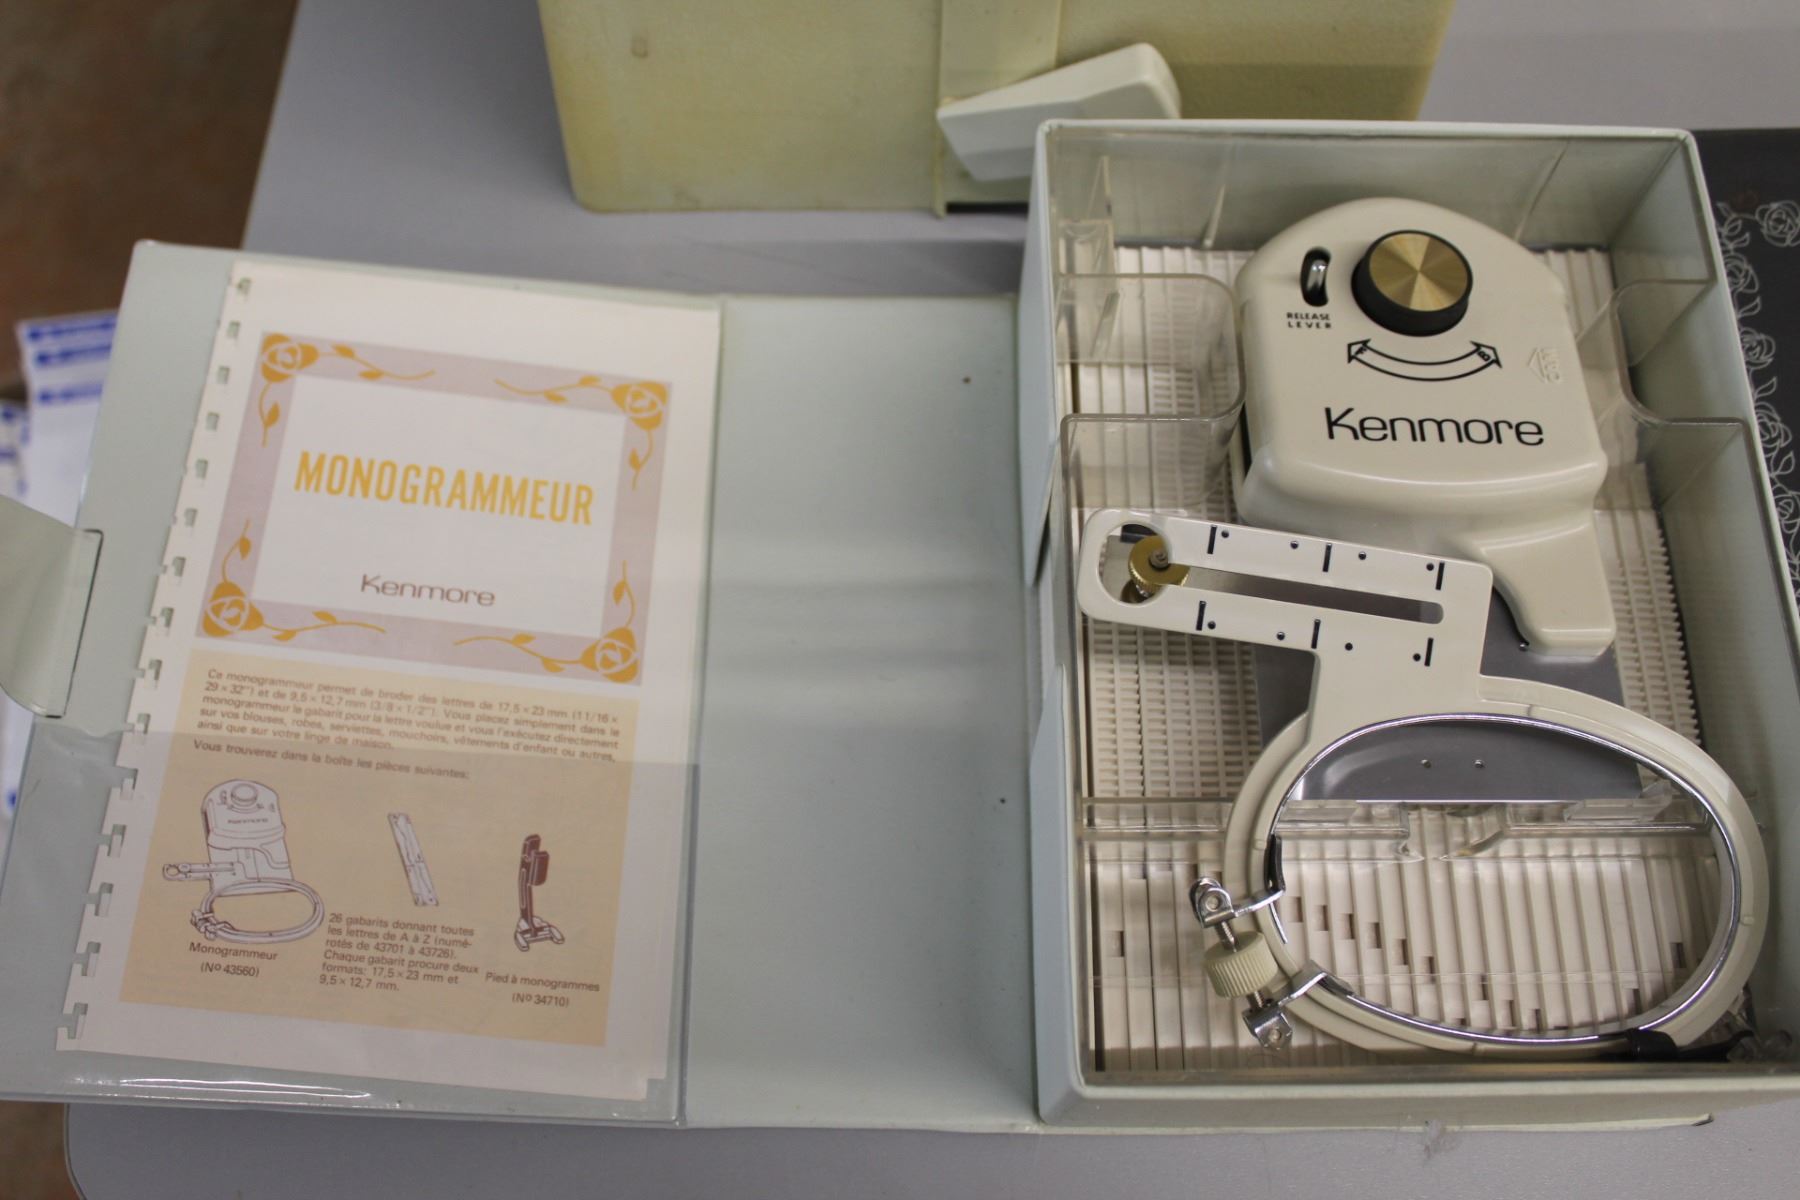 MONOGRAMMEUR
Kenmore
Ce monogrammeur permet de broder des lettres de 17,5 × 23 mm (11/16 ×
29 × 32") et de 9,5 × 12,7 mm (3/8 × 1/2"). Vous placez simplement dans le
monogrammeur le gabarit pour la lettre voulue et vous l'exécutez directement
sur vos blouses, robes, serviettes, mouchoirs, vêtements d'enfant ou autres,
ainsi que sur votre linge de maison.
Vous trouverez dans la boîte les pièces suivantes:
Kenmore
Monogrammeur
(No 43560)
26 gabarits donnant toutes
les lettres de A à Z (numé-
rotés de 43701 à 43726).
Chaque gabarit procure deux
formats: 17,5 × 23 mm et
9,5 × 12,7 mm.
Pied à monogrammes
(No 34710)
RELEASE
LEVER
F B
Kenmore